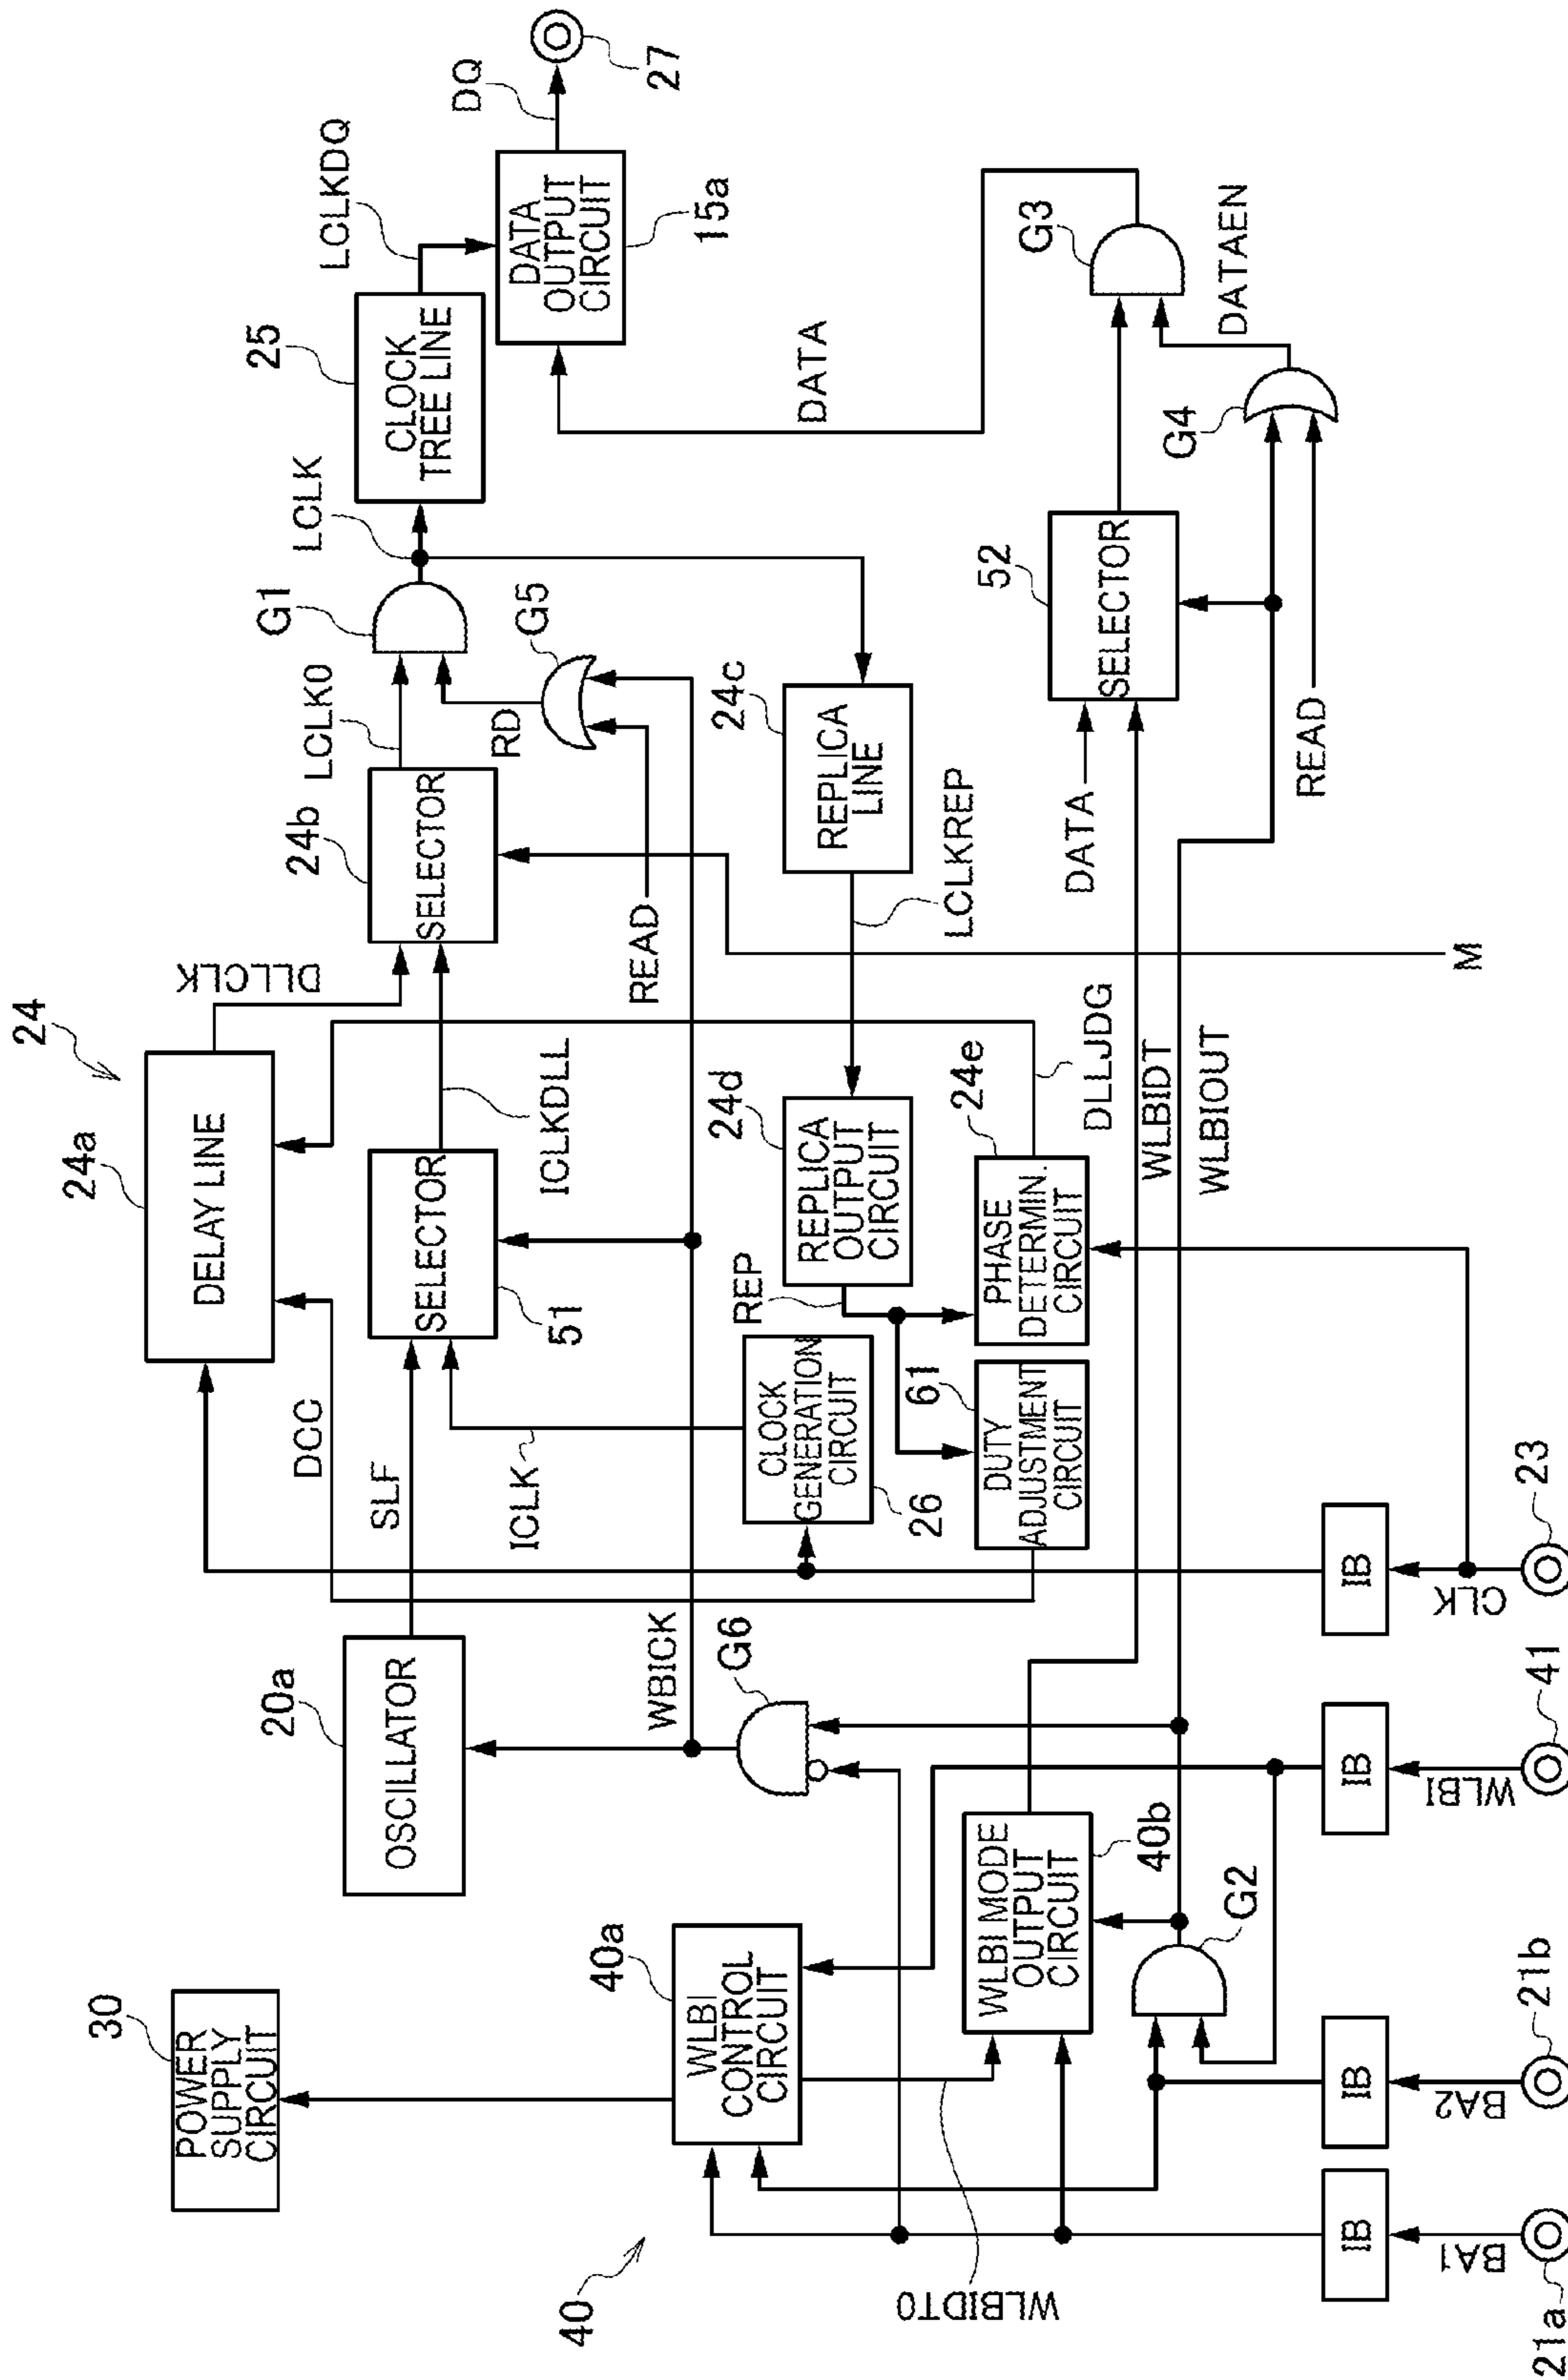 30
POWER
SUPPLY
CIRCUIT
20a
OSCILLATOR
24
24a
DELAY LINE
DCC
SLF
DLLCLK
SELECTOR
51
ICLKDLL
24b
SELECTOR
LCLK0
G1
LCLK
25
CLOCK
TREE LINE
LCLKDQ
DATA
OUTPUT
CIRCUIT
15a
DQ
27
RD
G5
READ
ICLK
CLOCK
GENERATION
CIRCUIT
26
WBICK
G6
40
40a
WLBI
CONTROL
CIRCUIT
WLBIDT0
REP
24d
REPLICA
OUTPUT
CIRCUIT
24c
REPLICA
LINE
LCLKREP
61
DUTY
ADJUSTMENT
CIRCUIT
24e
PHASE
DETERMIN.
CIRCUIT
DLLJDG
M
WLBI MODE
OUTPUT
CIRCUIT
40b
G2
WLBIDT
WLBIOUT
DATA
52
SELECTOR
DATA
G3
G4
DATAEN
READ
IB
IB
IB
IB
BA1
BA2
WLBI
CLK
21a
21b
41
23